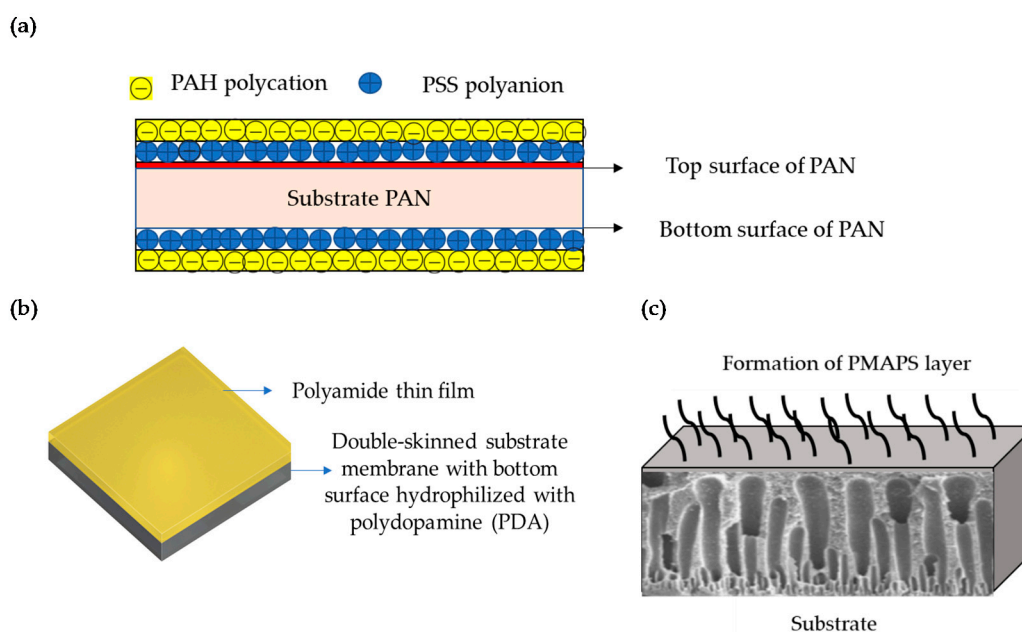 (a)
PAH polycation
PSS polyanion
Top surface of PAN
Substrate PAN
Bottom surface of PAN
(b)
Polyamide thin film
Double-skinned substrate
membrane with bottom
surface hydrophilized with
polydopamine (PDA)
(c)
Formation of PMAPS layer
Substrate